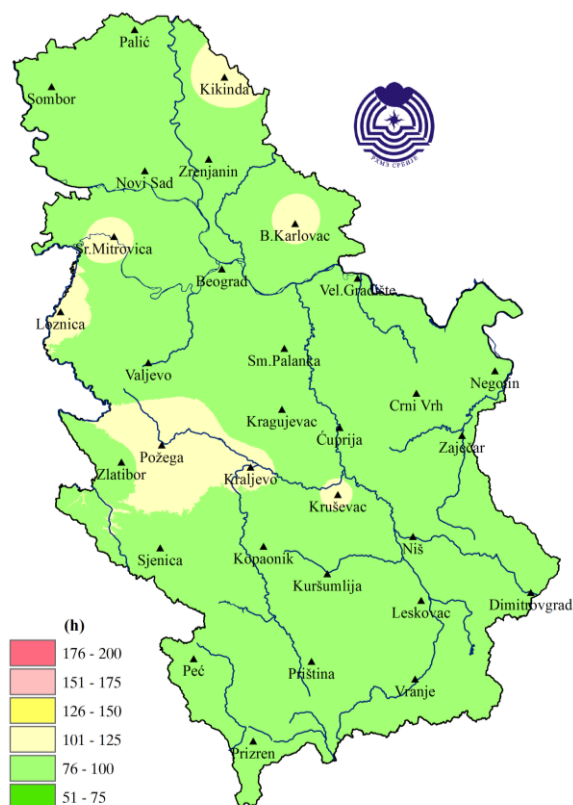 Palić
Kikinda
Sombor
Zrenjanin
Novi Sad
РХМЗ СРБИЈЕ
B.Karlovac
Sr.Mitrovica
Beograd
Vel.Gradište
Loznica
Sm.Palanka
Valjevo
Negotin
Crni Vrh
Kragujevac
Ćuprija
Zaječar
Požega
Zlatibor
Kraljevo
Kruševac
Niš
Sjenica
Kopaonik
Kuršumlija
Dimitrovgrad
Leskovac
(h)
176 - 200
Peć
Priština
151 - 175
Vranje
126 - 150
101 - 125
Prizren
76 - 100
51 - 75